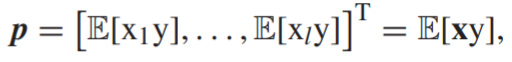 p = [𝔼[x₁y], . . . , 𝔼[xₗy]]ᵀ = 𝔼[xy],